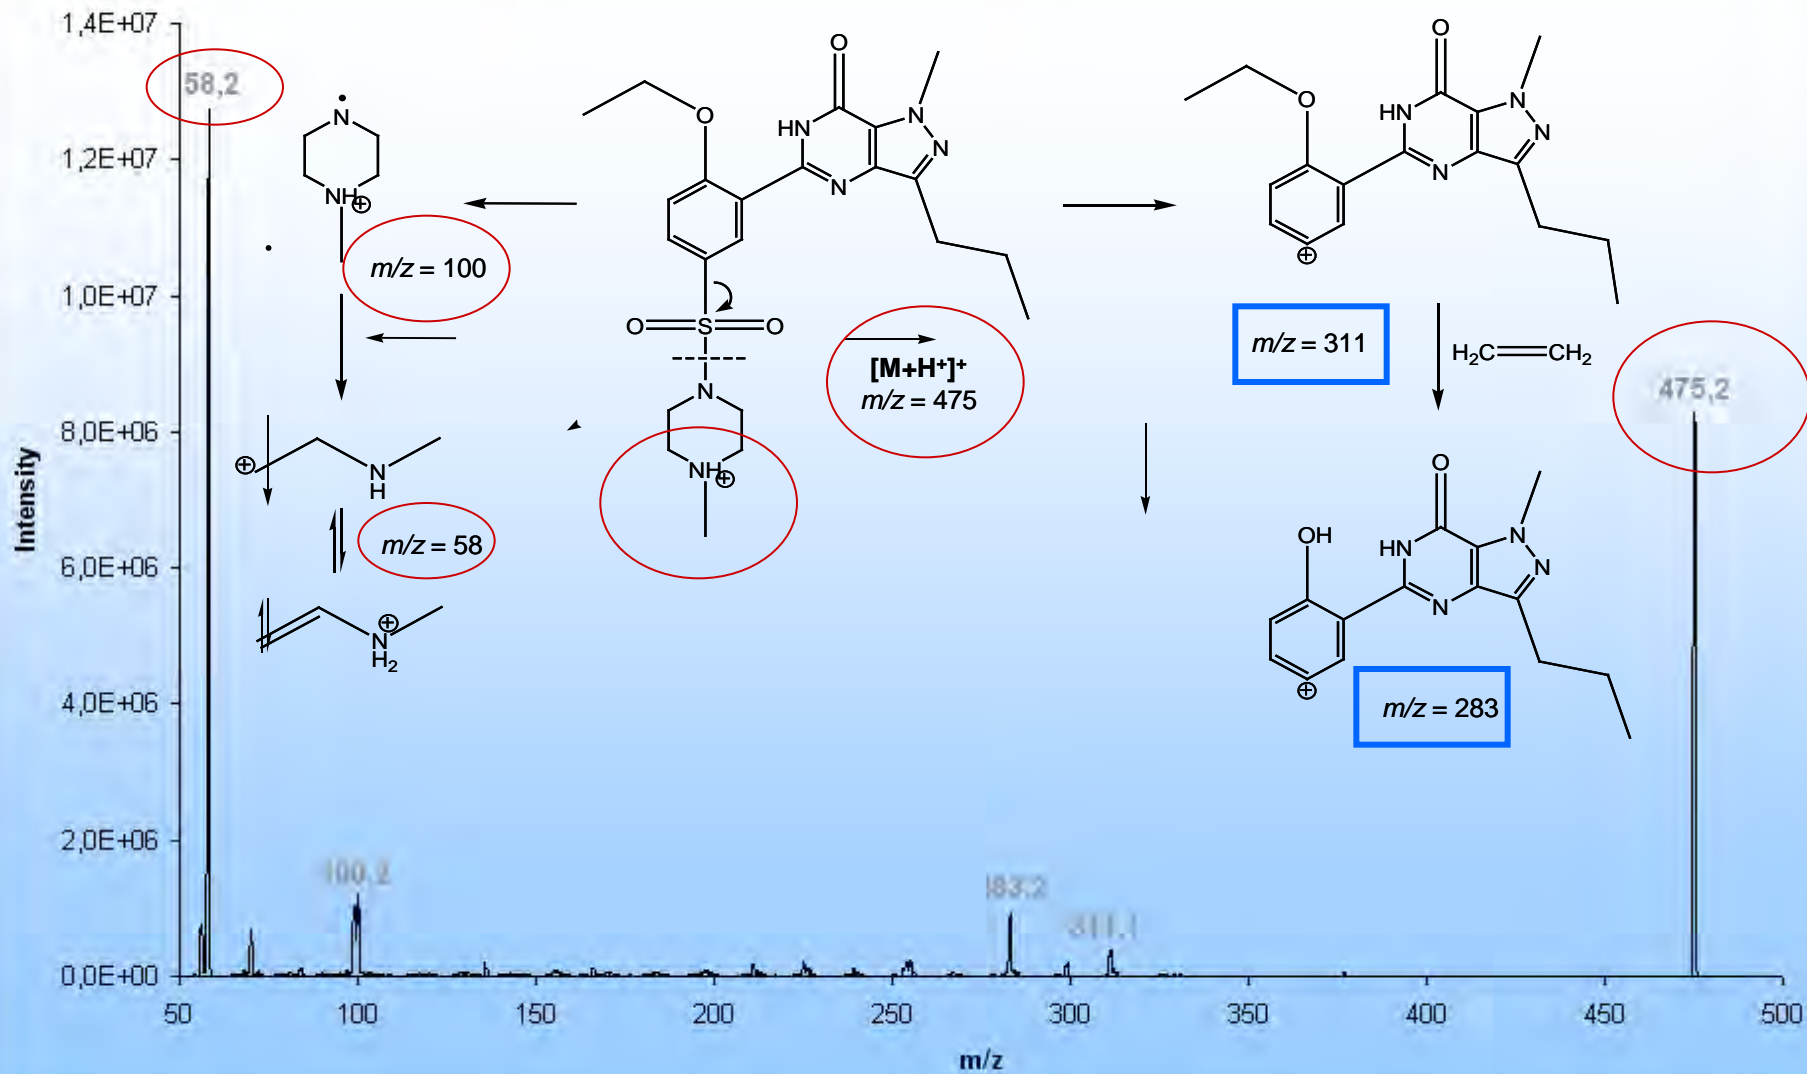 1,4E+07
1,2E+07
1,0E+07
8,0E+06
6,0E+06
4,0E+06
2,0E+06
0,0E+00
Intensity
50 100 150 200 250 300 350 400 450 500
m/z
58,2
100,2
311,1
475,2
N
NH
m/z = 100
N
H
m/z = 58
N
H2
O
O
HN
N
N
N
O S O
N
NH
[M+H+]+
m/z = 475
O
O
HN
N
N
N
m/z = 311
H2C CH2
O
OH
HN
N
N
N
m/z = 283